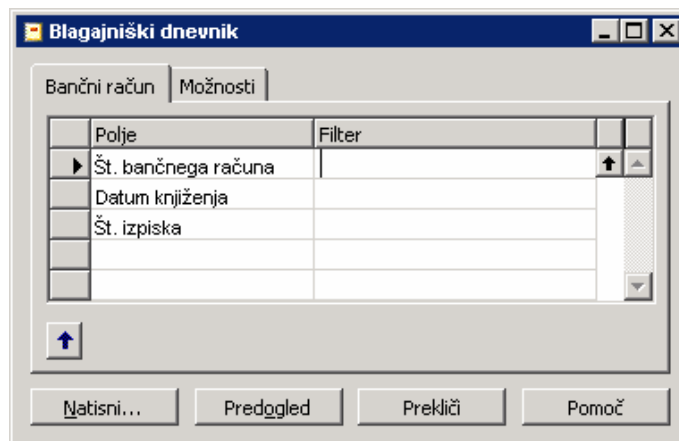 Blagajniški dnevnik
Bančni račun Možnosti
Polje Filter
Št. bančnega računa
Datum knjiženja
Št. izpiska
Natisni... Predogled Prekliči Pomoč